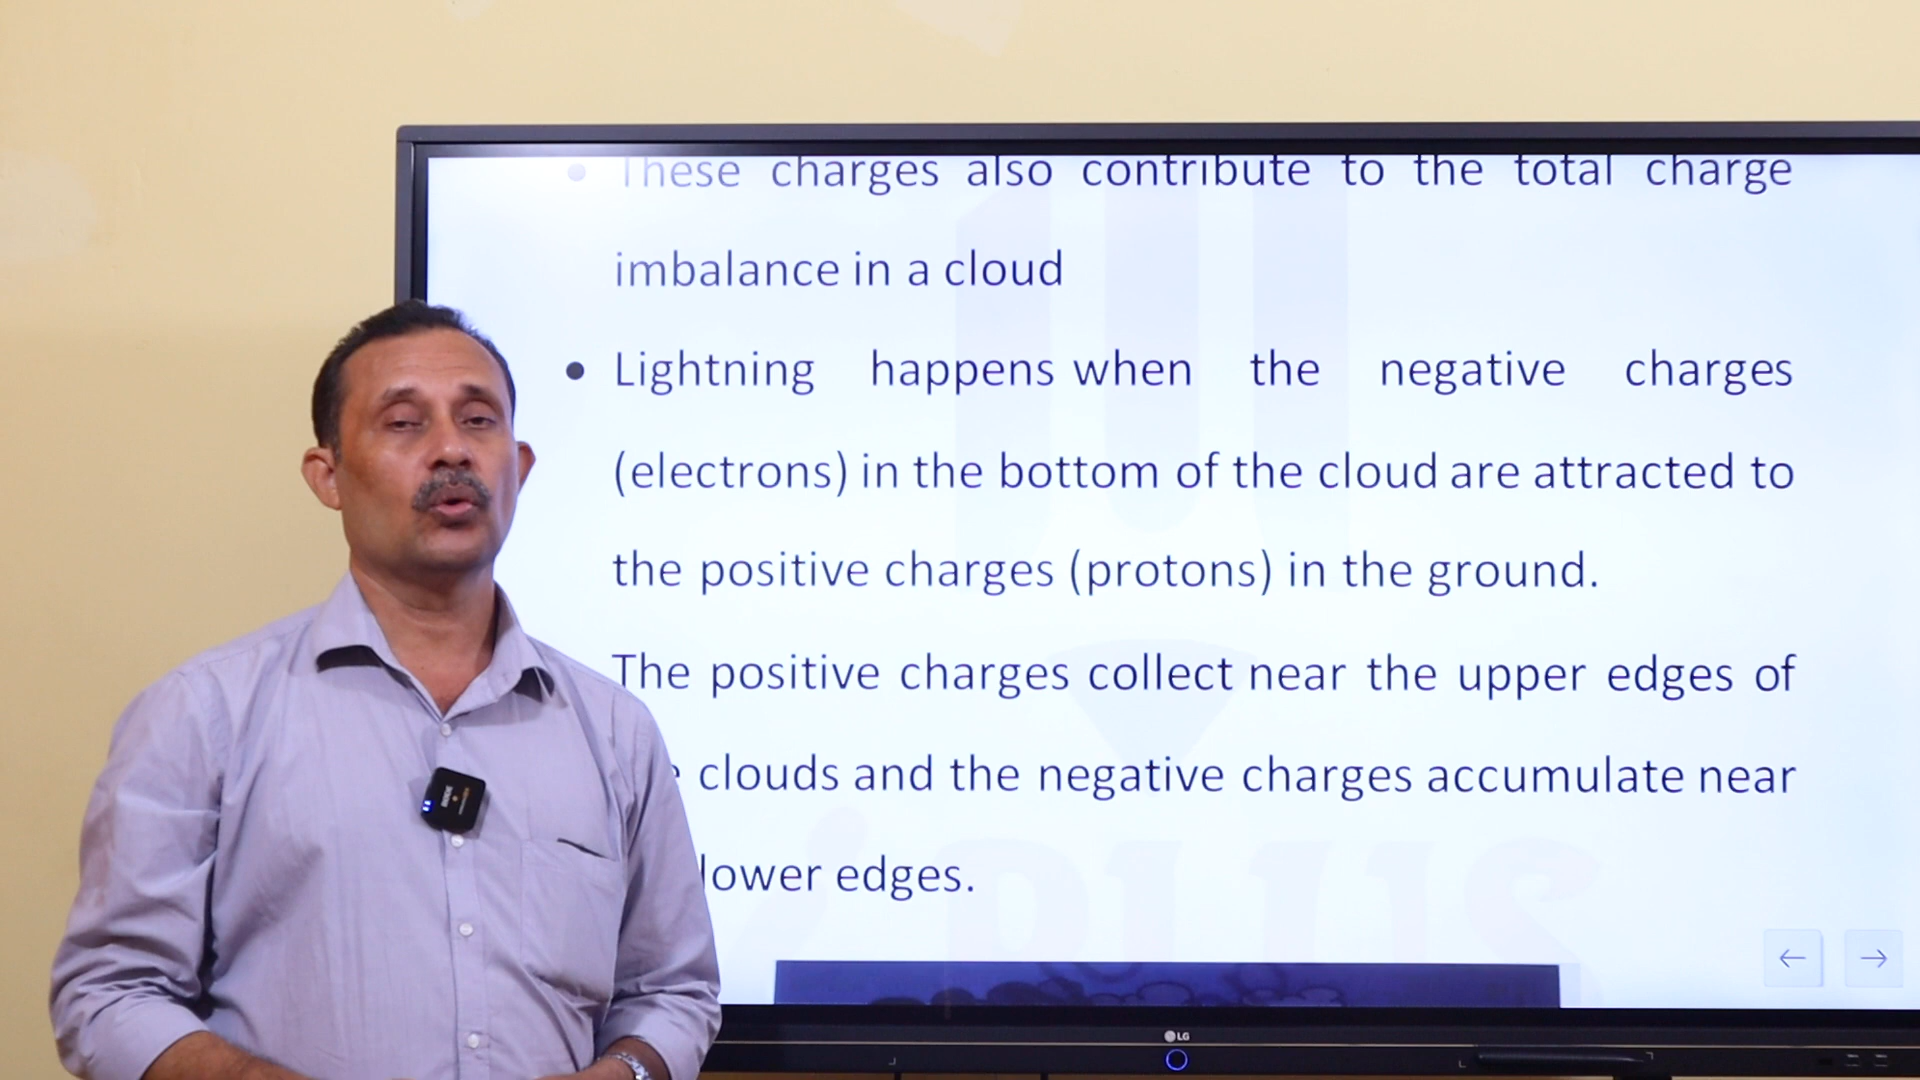 These charges also contribute to the total charge
imbalance in a cloud
Lightning happens when the negative charges
(electrons) in the bottom of the cloud are attracted to
the positive charges (protons) in the ground.
The positive charges collect near the upper edges of
clouds and the negative charges accumulate near
lower edges.
PLUS
LG